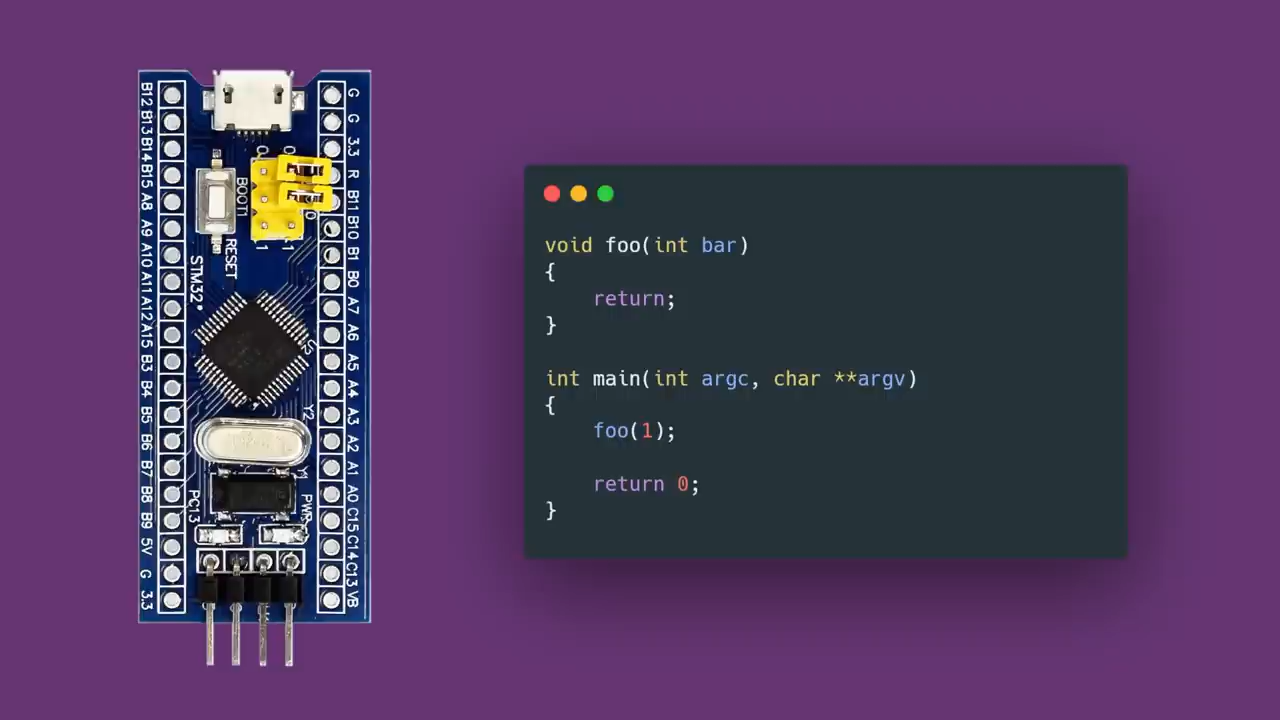 B12
B13
B14
B15
A8
A9
A10
A11
A12
A15
B3
B4
B5
B6
B7
B8
B9
5V
G
3.3
BOOT1
RESET
STM32
Y2
Y1
PC13
PWR
G
G
3.3
R
B11
B10
B1
B0
A7
A6
A5
A4
A3
A2
A1
A0
C15
C14
C13
VB
void foo(int bar)
{
    return;
}
int main(int argc, char **argv)
{
    foo(1);
    return 0;
}